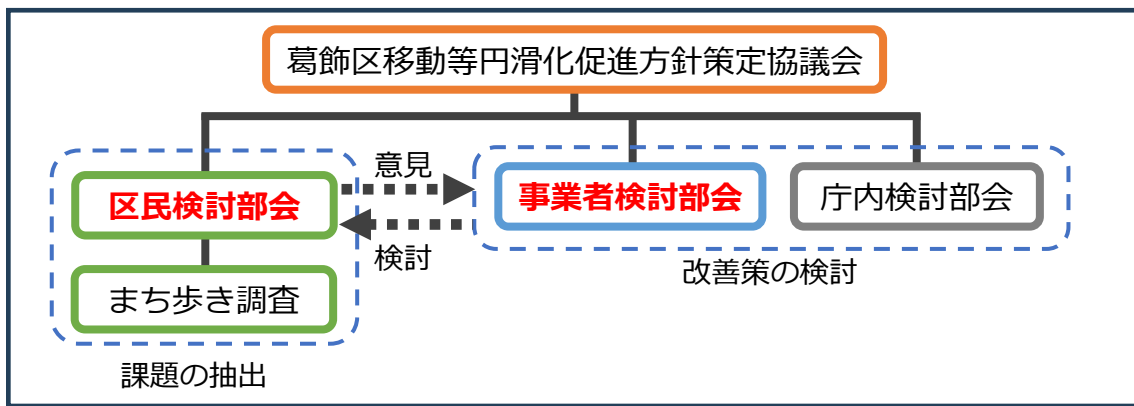 葛飾区移動等円滑化促進方針策定協議会
意見
区民検討部会
事業者検討部会
庁内検討部会
検討
改善策の検討
まち歩き調査
課題の抽出